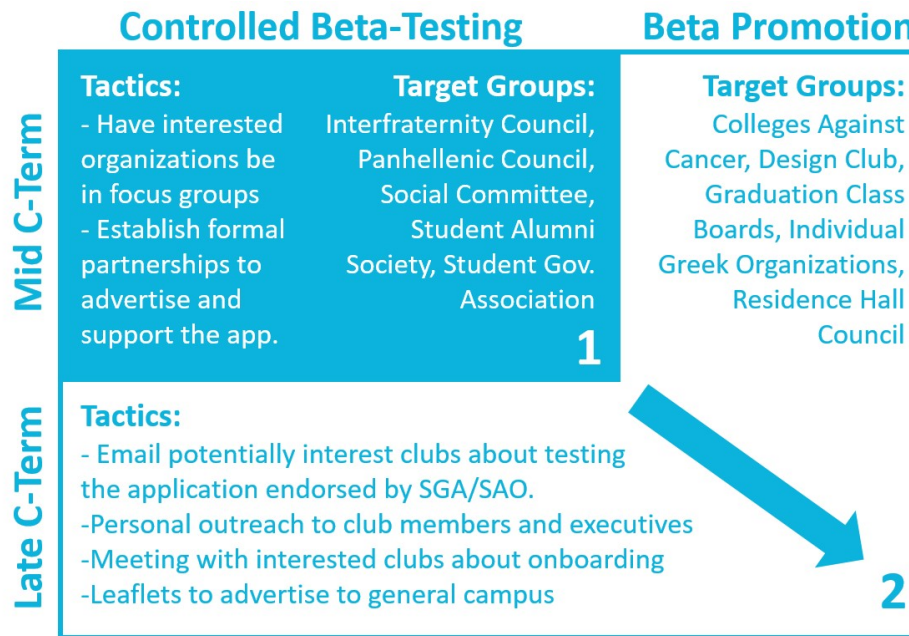 Controlled Beta-Testing
Beta Promotion
Mid C-Term
Tactics:
- Have interested
organizations be
in focus groups
- Establish formal
partnerships to
advertise and
support the app.
Target Groups:
Interfraternity Council,
Panhellenic Council,
Social Committee,
Student Alumni
Society, Student Gov.
Association
1
Target Groups:
Colleges Against
Cancer, Design Club,
Graduation Class
Boards, Individual
Greek Organizations,
Residence Hall
Council
Late C-Term
Tactics:
- Email potentially interest clubs about testing
the application endorsed by SGA/SAO.
-Personal outreach to club members and executives
-Meeting with interested clubs about onboarding
-Leaflets to advertise to general campus
2